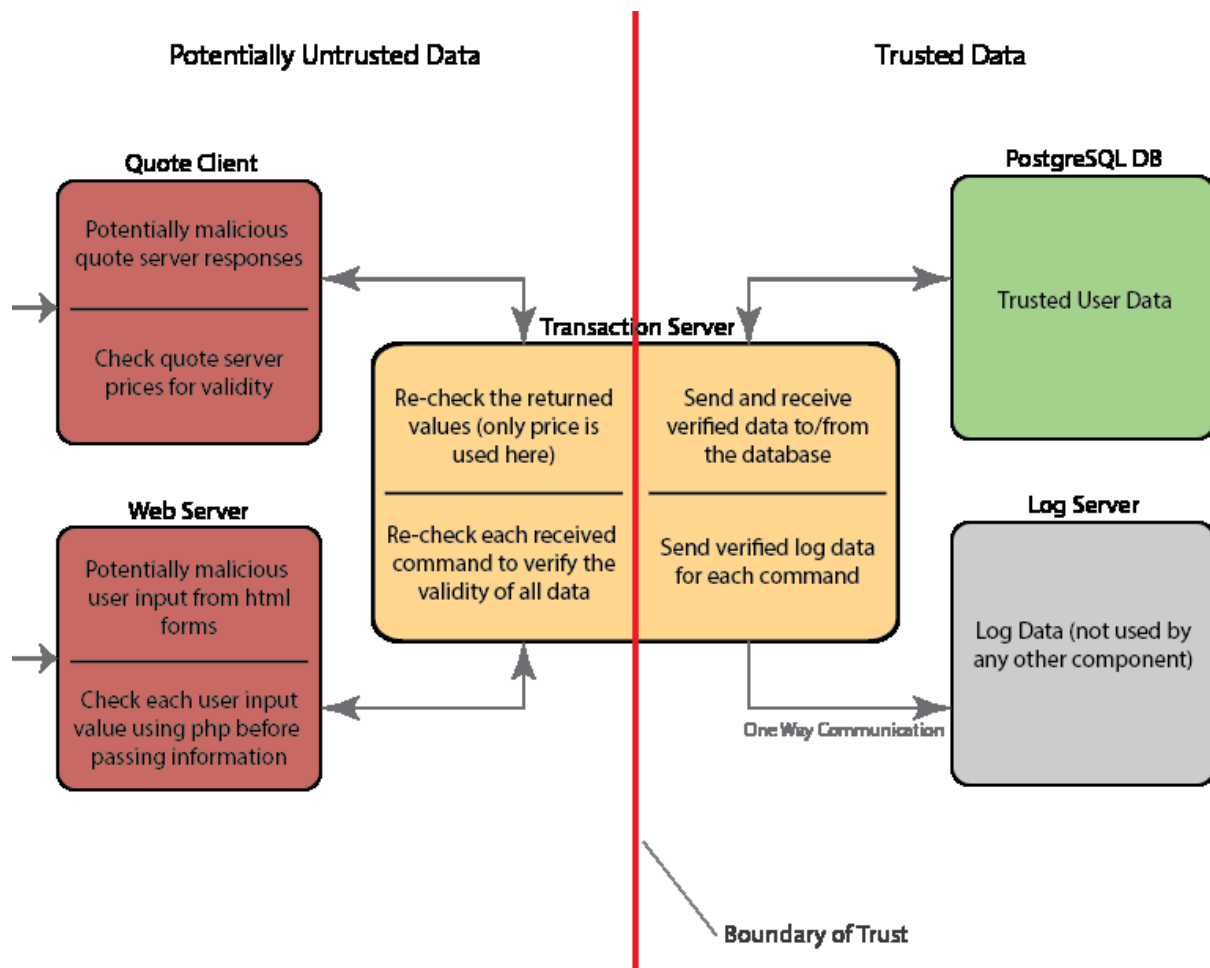 Potentially Untrusted Data
Trusted Data
Quote Client
Potentially malicious
quote server responses
Check quote server
prices for validity
PostgreSQL DB
Trusted User Data
Transaction Server
Re-check the returned
values (only price is
used here)
Re-check each received
command to verify the
validity of all data
Send and receive
verified data to/from
the database
Send verified log data
for each command
Web Server
Potentially malicious
user input from html
forms
Check each user input
value using php before
passing information
Log Server
Log Data (not used by
any other component)
One Way Communication
Boundary of Trust